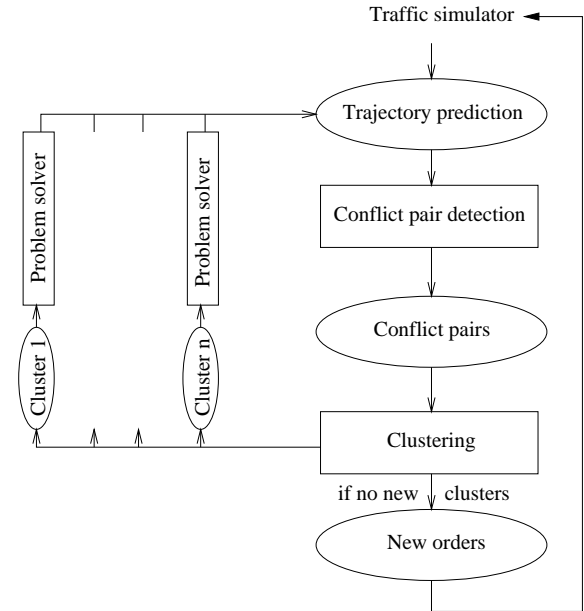 Traffic simulator
Trajectory prediction
Problem solver
Problem solver
Conflict pair detection
Cluster 1
Cluster n
Conflict pairs
Clustering
if no new clusters
New orders